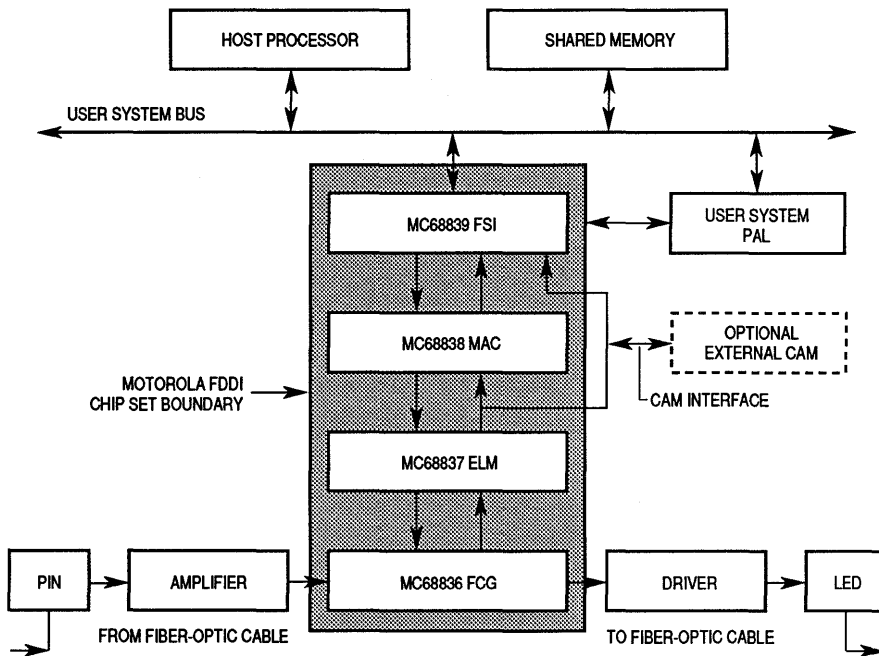 HOST PROCESSOR
SHARED MEMORY
USER SYSTEM BUS
MC68839 FSI
USER SYSTEM
PAL
MC68838 MAC
OPTIONAL
EXTERNAL CAM
MOTOROLA FDDI
CHIP SET BOUNDARY
CAM INTERFACE
MC68837 ELM
PIN
AMPLIFIER
MC68836 FCG
DRIVER
LED
FROM FIBER-OPTIC CABLE
TO FIBER-OPTIC CABLE